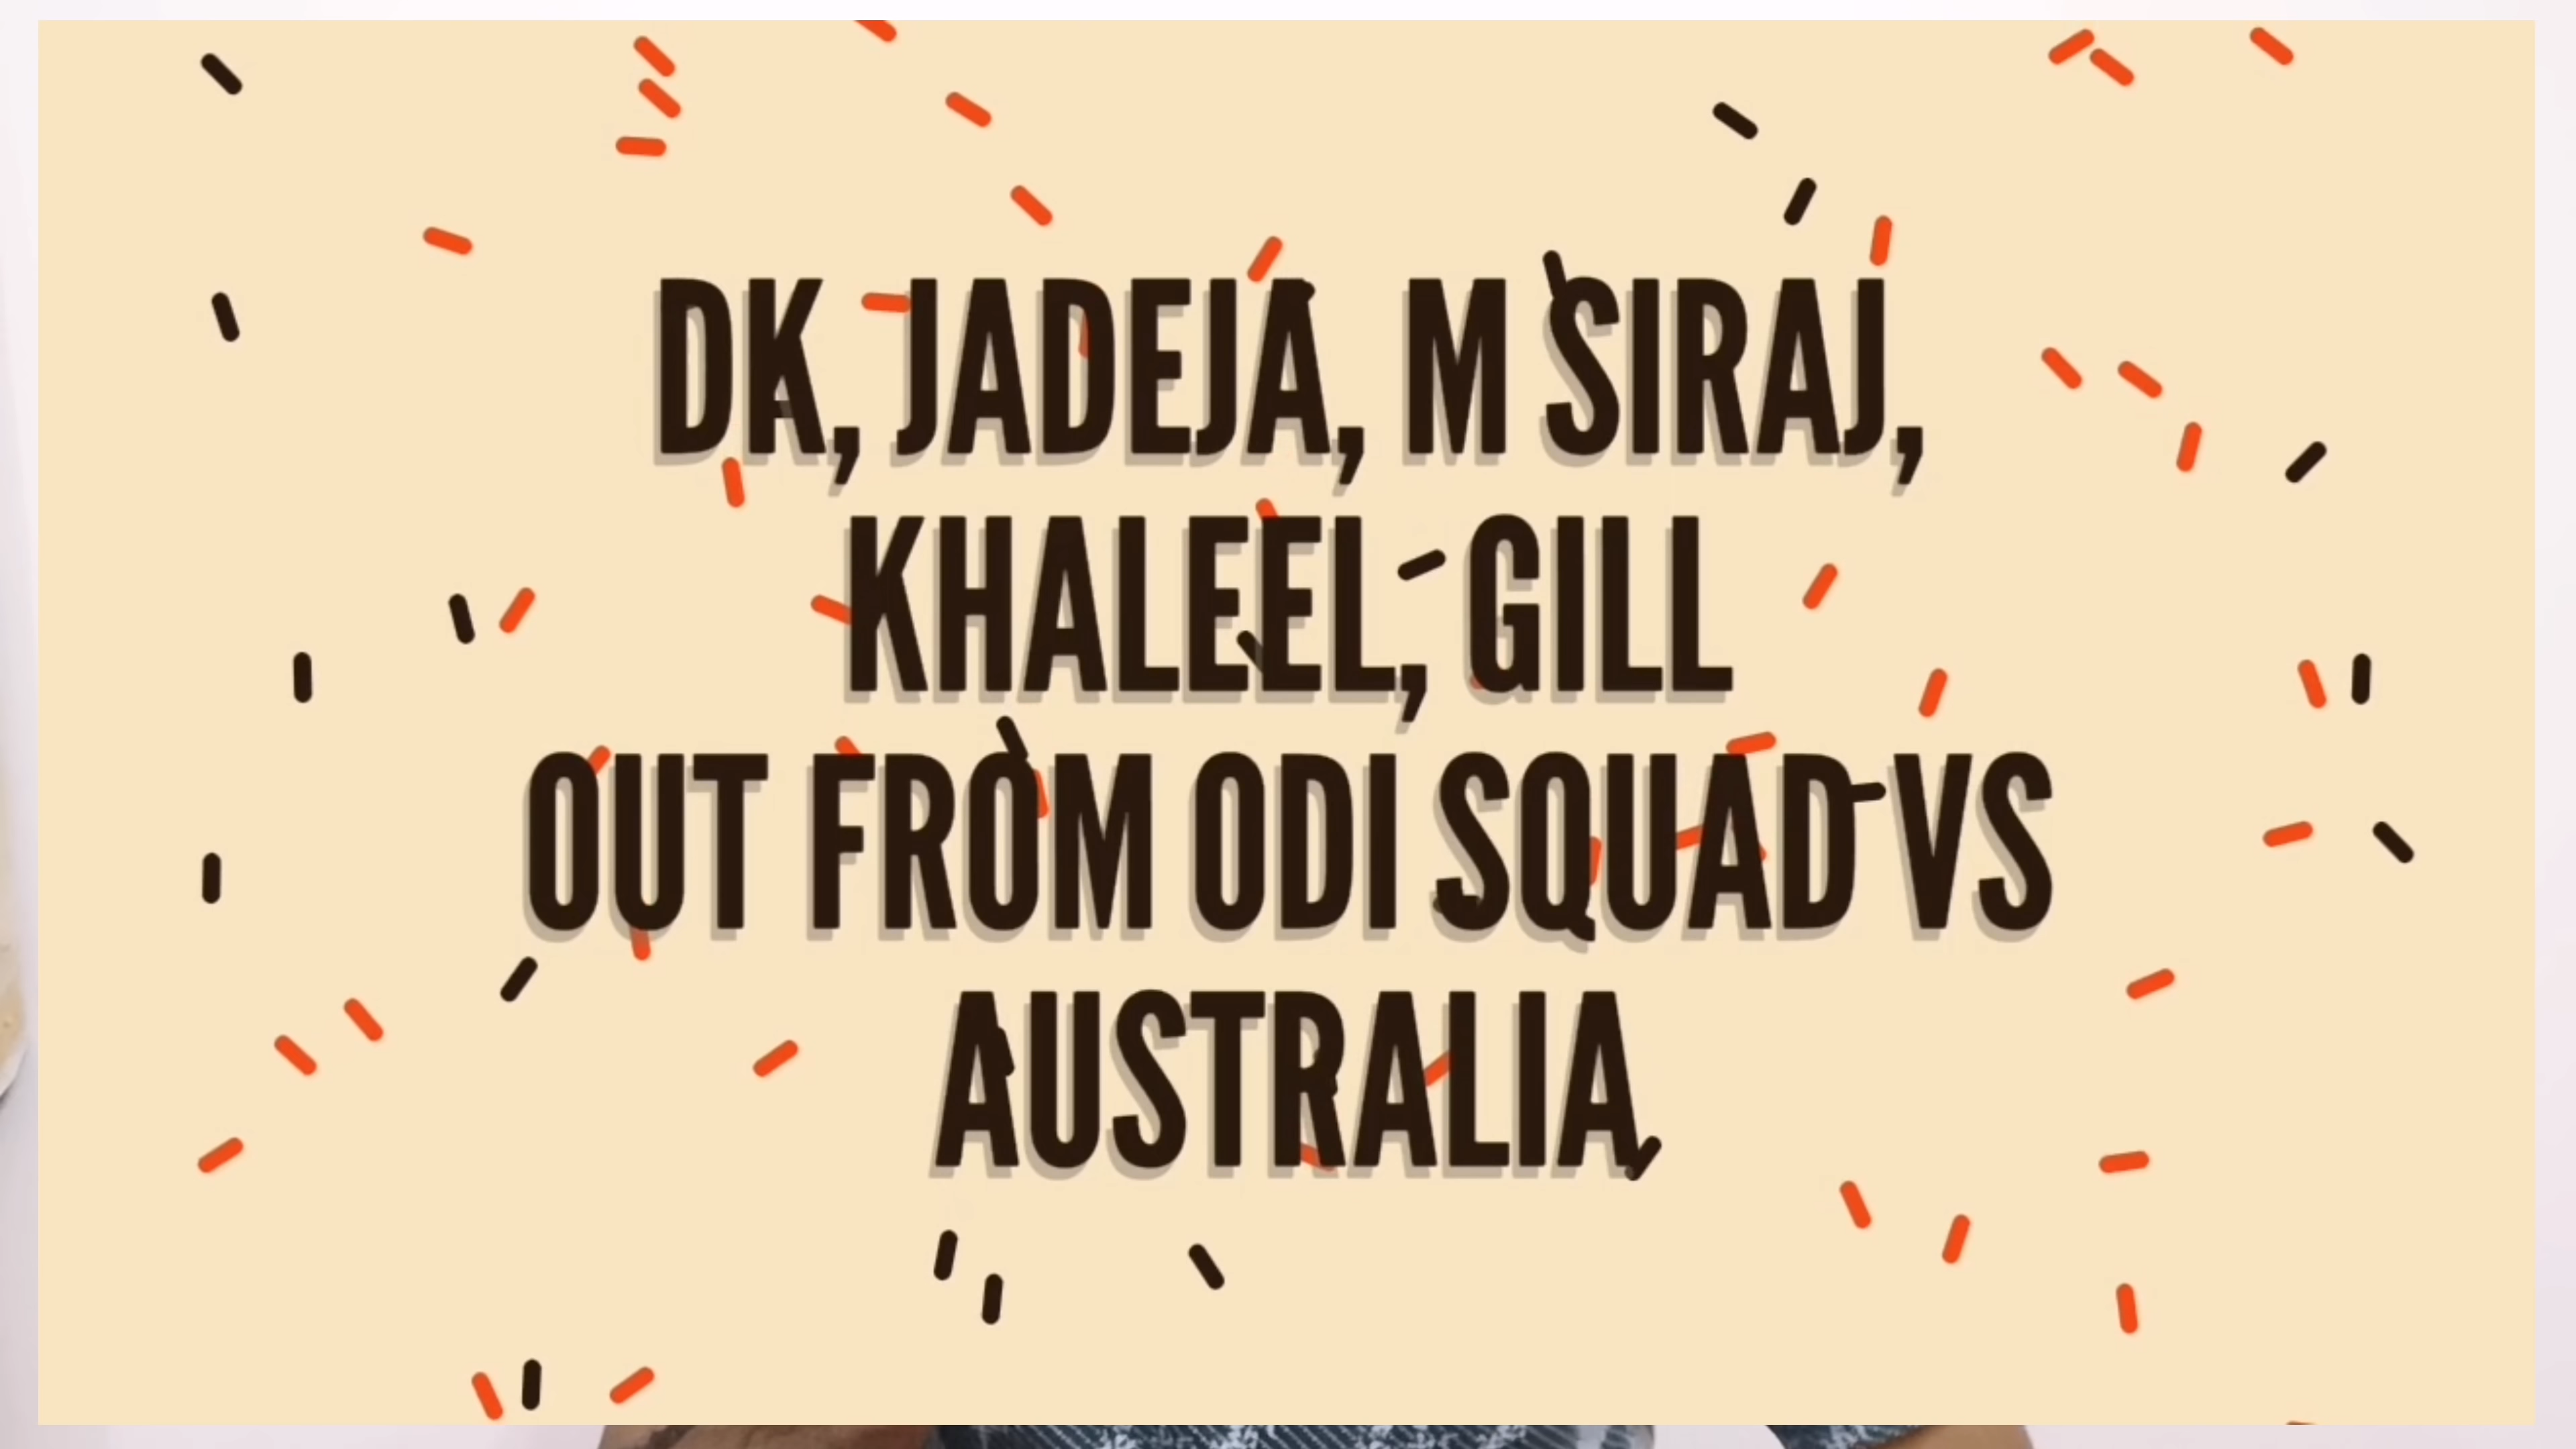 DK, JADEJA, M SIRAJ,
KHALEEL, GILL
OUT FROM ODI SQUAD VS
AUSTRALIA